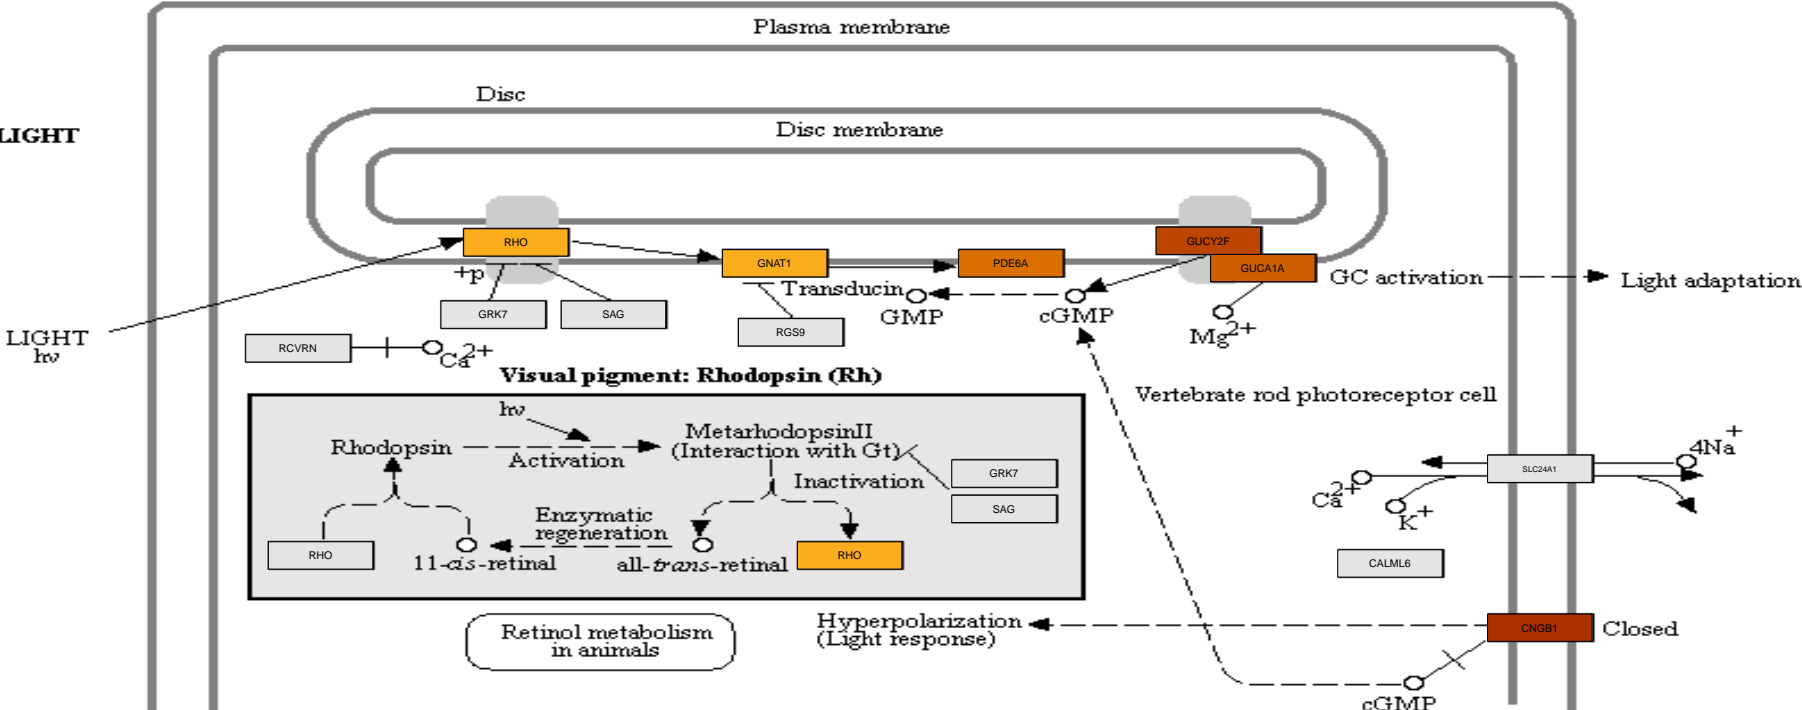 Plasma membrane
Disc
Disc membrane
LIGHT
RHO
GUCY2F
GNAT1
PDE6A
GUCA1A
+p
GC activation
Light adaptation
Transducin
GRK7
SAG
RGS9
GMP
cGMP
Mg2+
LIGHT
hν
RCVRN
Ca2+
Visual pigment: Rhodopsin (Rh)
Vertebrate rod photoreceptor cell
hν
Rhodopsin
Activation
MetarhodopsinII
(Interaction with Gt)
Inactivation
GRK7
SAG
Enzymatic
regeneration
RHO
11-cis-retinal
all-trans-retinal
RHO
4Na+
SLC24A1
Ca2+
K+
CALML6
Retinol metabolism
in animals
Hyperpolarization
(Light response)
CNGB1
Closed
cGMP